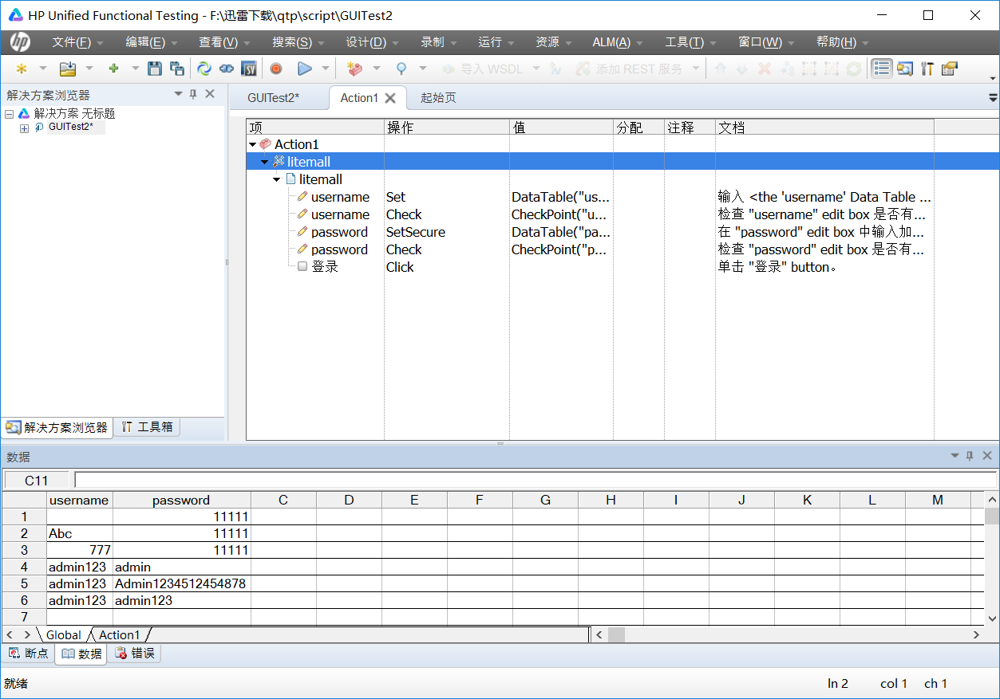 HP Unified Functional Testing - F:\迅雷下载\qtp\script\GUITest2
hp 文件(F) 编辑(E) 查看(V) 搜索(S) 设计(D) 录制 运行 资源 ALM(A) 工具(T) 窗口(W) 帮助(H)
导入 WSDL 添加 REST 服务
解决方案浏览器
GUITest2* Action1 起始页
解决方案 无标题
GUITest2*
项 操作 值 分配 注释 文档
Action1
litemall
litemall
username Set DataTable("us... 输入 <the 'username' Data Table ...
username Check CheckPoint("u... 检查 "username" edit box 是否有...
password SetSecure DataTable("pa... 在 "password" edit box 中输入加...
password Check CheckPoint("p... 检查 "password" edit box 是否有...
登录 Click 单击 "登录" button。
解决方案浏览器 工具箱
数据
C11
username password C D E F G H I J K L M
1 11111
2 Abc 11111
3 777 11111
4 admin123 admin
5 admin123 Admin1234512454878
6 admin123 admin123
7
Global Action1
断点 数据 错误
就绪 ln 2 col 1 ch 1